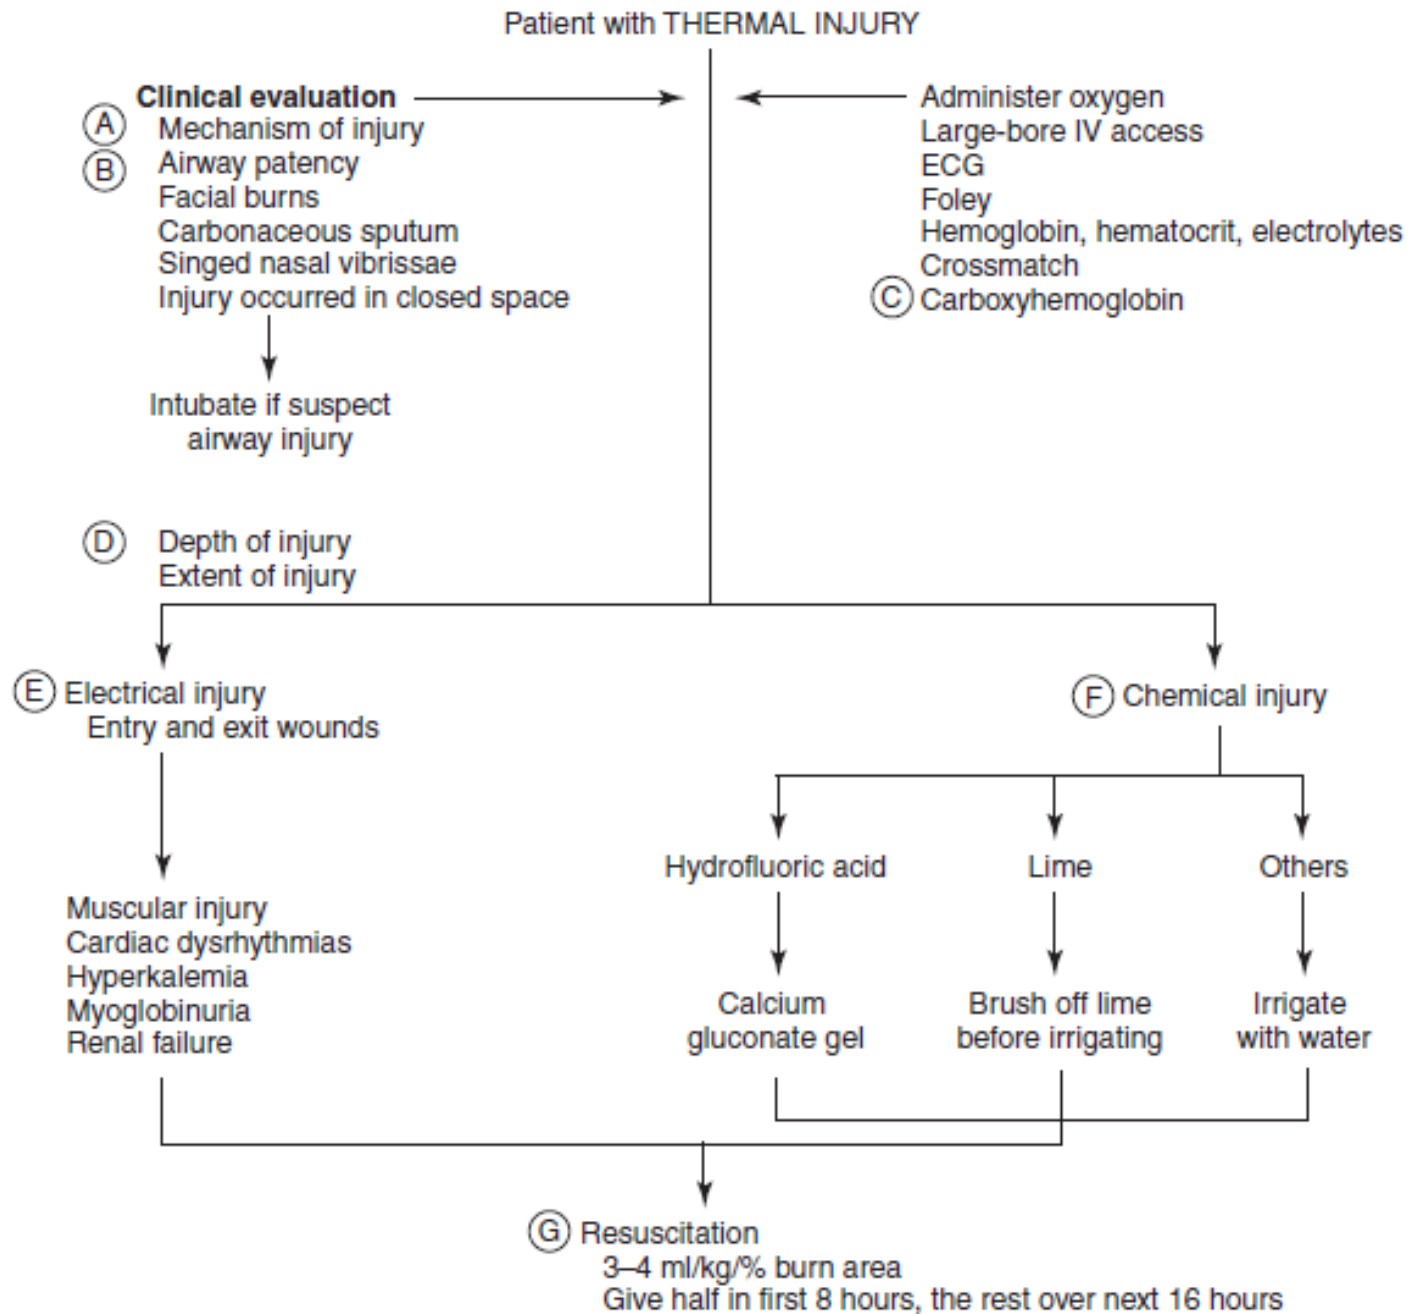 Patient with THERMAL INJURY
Clinical evaluation
A Mechanism of injury
B Airway patency
Facial burns
Carbonaceous sputum
Singed nasal vibrissae
Injury occurred in closed space
Intubate if suspect
airway injury
Administer oxygen
Large-bore IV access
ECG
Foley
Hemoglobin, hematocrit, electrolytes
Crossmatch
C Carboxyhemoglobin
D Depth of injury
Extent of injury
E Electrical injury
Entry and exit wounds
Muscular injury
Cardiac dysrhythmias
Hyperkalemia
Myoglobinuria
Renal failure
F Chemical injury
Hydrofluoric acid
Calcium
gluconate gel
Lime
Brush off lime
before irrigating
Others
Irrigate
with water
G Resuscitation
3–4 ml/kg/% burn area
Give half in first 8 hours, the rest over next 16 hours